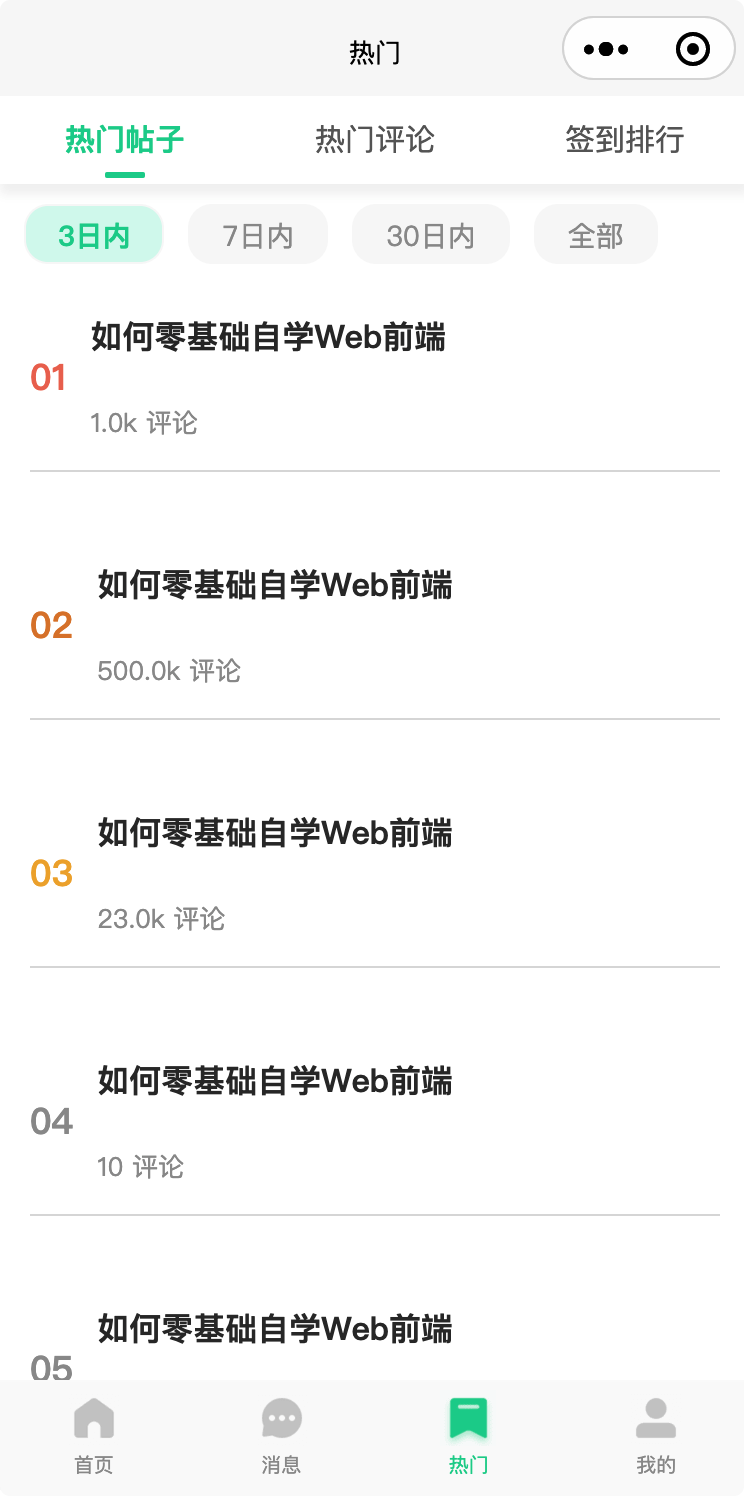 热门
热门帖子 热门评论 签到排行
3日内 7日内 30日内 全部
如何零基础自学Web前端
01
1.0k 评论
如何零基础自学Web前端
02
500.0k 评论
如何零基础自学Web前端
03
23.0k 评论
如何零基础自学Web前端
04
10 评论
如何零基础自学Web前端
05
首页 消息 热门 我的